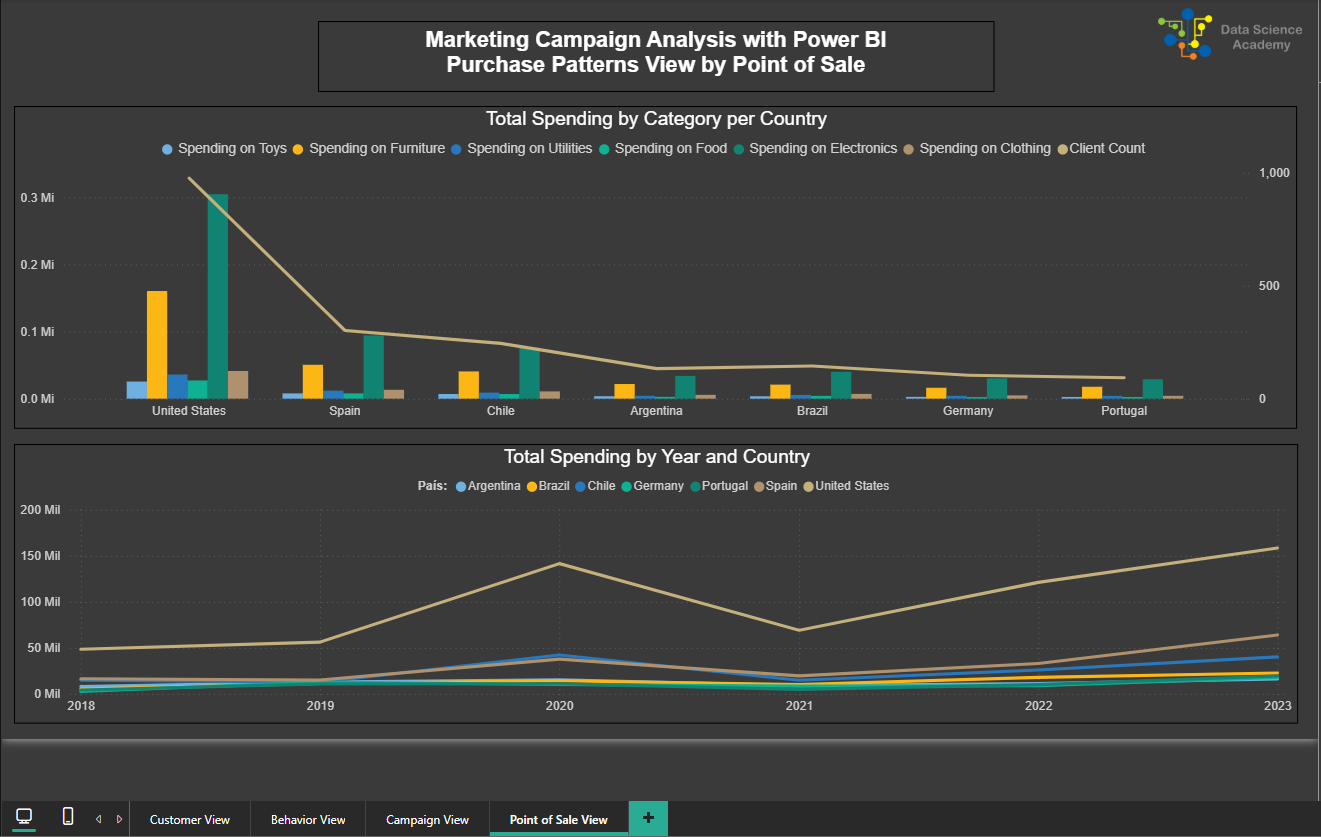 Marketing Campaign Analysis with Power BI
Purchase Patterns View by Point of Sale
Data Science
Academy
Total Spending by Category per Country
Spending on Toys Spending on Furniture Spending on Utilities Spending on Food Spending on Electronics Spending on Clothing Client Count
1,000
0.3 Mi
0.2 Mi
500
0.1 Mi
0.0 Mi
0
United States Spain Chile Argentina Brazil Germany Portugal
Total Spending by Year and Country
País: Argentina Brazil Chile Germany Portugal Spain United States
200 Mil
150 Mil
100 Mil
50 Mil
0 Mil
2018 2019 2020 2021 2022 2023
Customer View Behavior View Campaign View Point of Sale View +